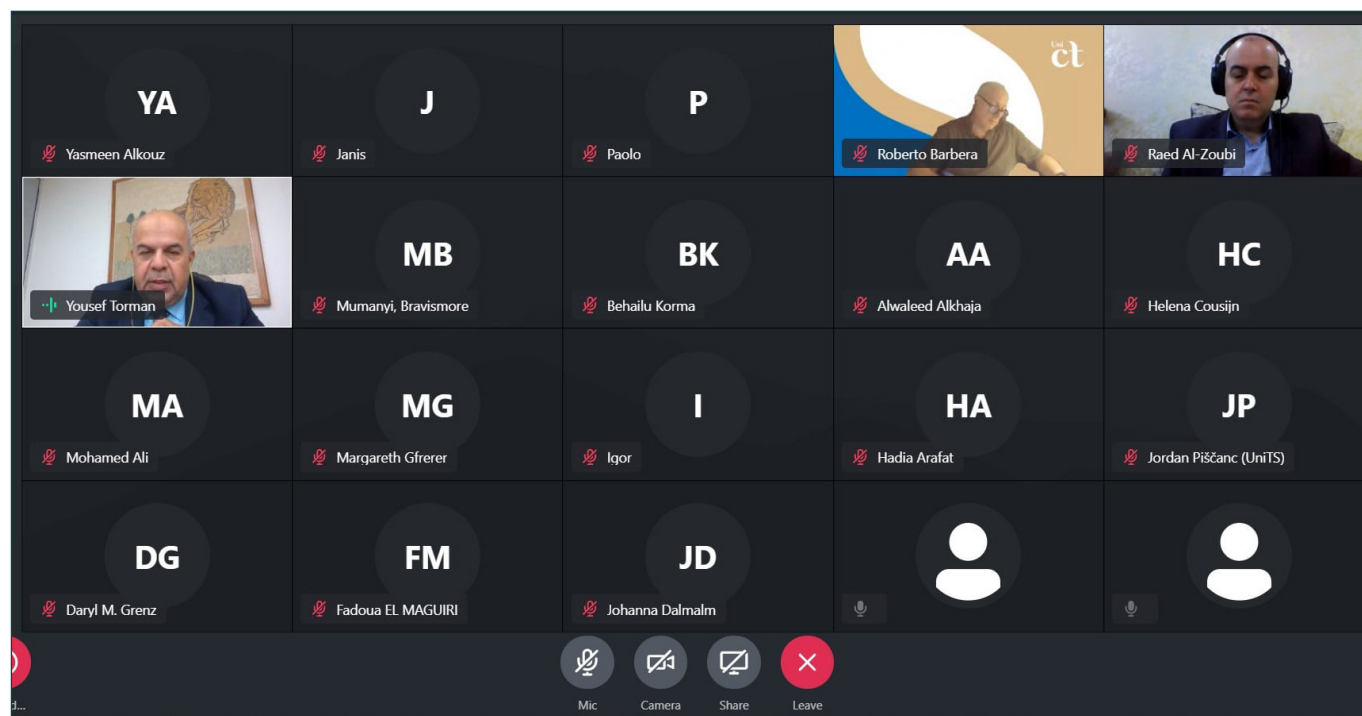 YA
Yasmeen Alkouz
J
Janis
P
Paolo
Uni
ct
Roberto Barbera
Raed Al-Zoubi
Yousef Torman
MB
Mumanyi, Bravismore
BK
Behailu Korma
AA
Alwaleed Alkhaja
HC
Helena Cousijn
MA
Mohamed Ali
MG
Margareth Gfrerer
I
Igor
HA
Hadia Arafat
JP
Jordan Piščanc (UniTS)
DG
Daryl M. Grenz
FM
Fadoua EL MAGUIRI
JD
Johanna Dalmalm
Mic
Camera
Share
Leave